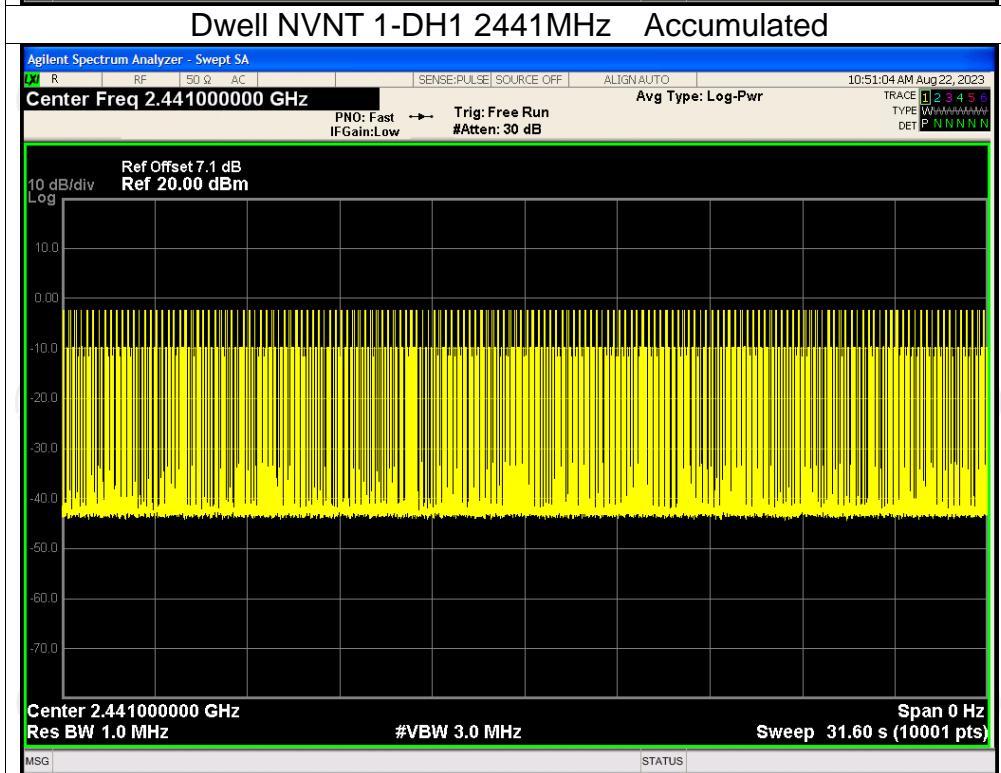 Dwell NVNT 1-DH1 2441MHz Accumulated
Agilent Spectrum Analyzer - Swept SA
LXI R RF 50 Ω AC SENSE:PULSE SOURCE OFF ALIGN AUTO 10:51:04 AM Aug 22, 2023
Center Freq 2.441000000 GHz Avg Type: Log-Pwr TRACE 1 2 3 4 5 6
PNO: Fast Trig: Free Run TYPE WWWWWW
IFGain:Low #Atten: 30 dB DET P N N N N N
Ref Offset 7.1 dB
10 dB/div Ref 20.00 dBm
Log
10.0
0.00
-10.0
-20.0
-30.0
-40.0
-50.0
-60.0
-70.0
Center 2.441000000 GHz Span 0 Hz
Res BW 1.0 MHz #VBW 3.0 MHz Sweep 31.60 s (10001 pts)
MSG STATUS